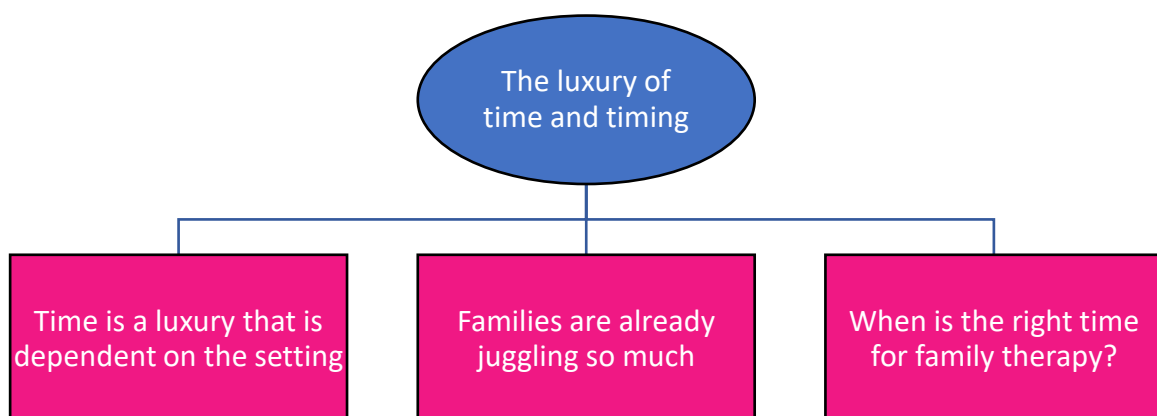 The luxury of
time and timing
Time is a luxury that is
dependent on the setting
Families are already
juggling so much
When is the right time
for family therapy?